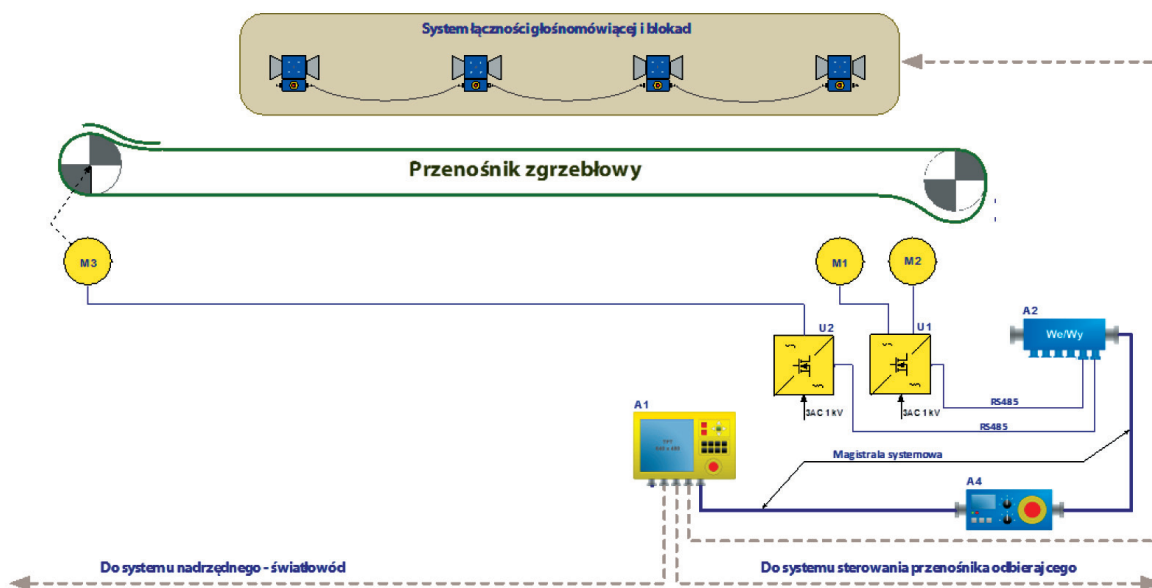 System łączności głośnomówiącej i blokad
Przenośnik zgrzebłowy
M3
M1
M2
A2
U2
U1
We/Wy
RS485
3AC 1 kV
3AC 1 kV
A1
RS485
Magistrala systemowa
A4
Do systemu nadrzędnego - światłowód
Do systemu sterowania przenośnika odbierajcego